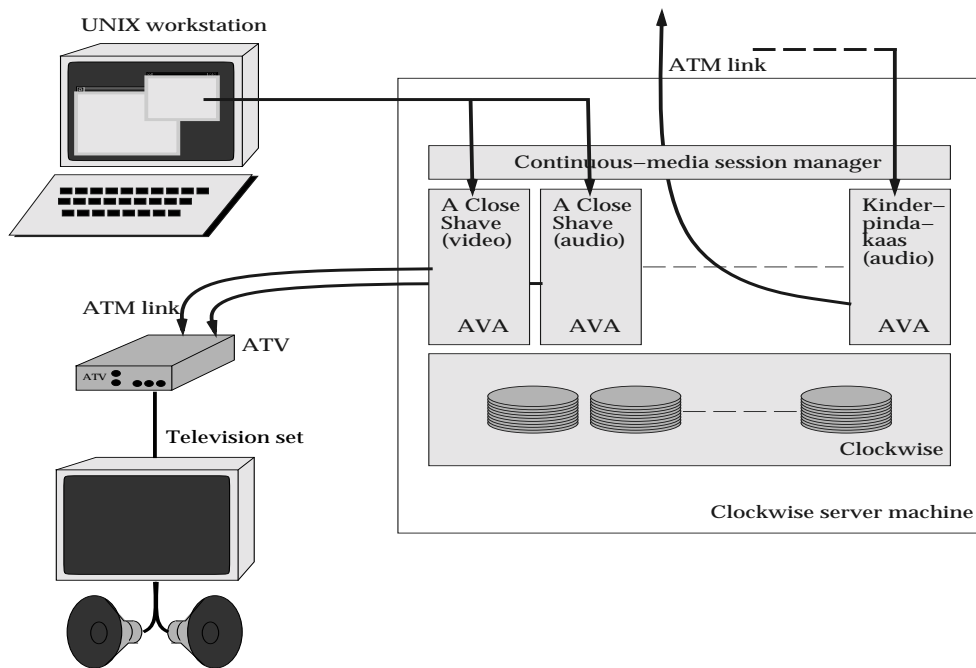 UNIX workstation
ATM link
Continuous–media session manager
A Close
Shave
(video)
AVA
A Close
Shave
(audio)
AVA
Kinder–
pinda–
kaas
(audio)
AVA
ATM link
ATV
ATV
Television set
Clockwise
Clockwise server machine